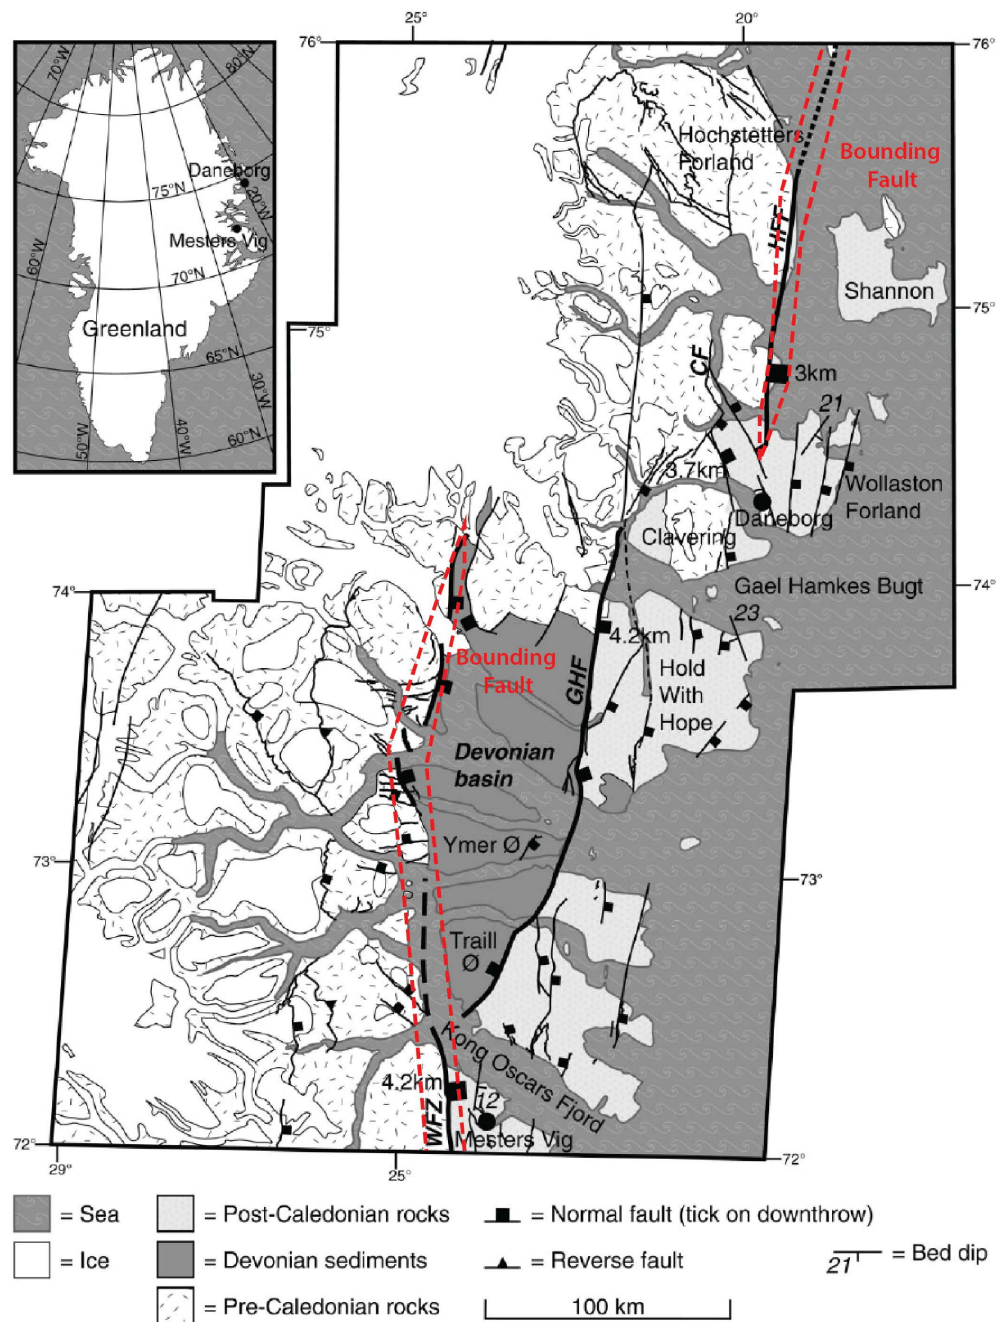 25°
20°
76°
76°
70°W
80°W
Daneborg
75°N
20°W
Mesters Vig
60°W
70°N
Greenland
65°N
30°W
50°W
40°W
60°N
Hochstetters
Forland
Bounding
Fault
HFF
Shannon
75°
75°
CF
3km
21
3.7km
Wollaston
Forland
Daneborg
Clavering
74°
74°
Gael Hamkes Bugt
23
4.2km
Bounding
Fault
GHF
Hold
With
Hope
Devonian
basin
Ymer Ø
73°
73°
Traill
Ø
Kong Oscars Fjord
4.2km
12
WFZ
Mesters Vig
72°
72°
29°
25°
= Sea
= Post-Caledonian rocks
= Normal fault (tick on downthrow)
= Ice
= Devonian sediments
= Reverse fault
21
= Bed dip
= Pre-Caledonian rocks
100 km